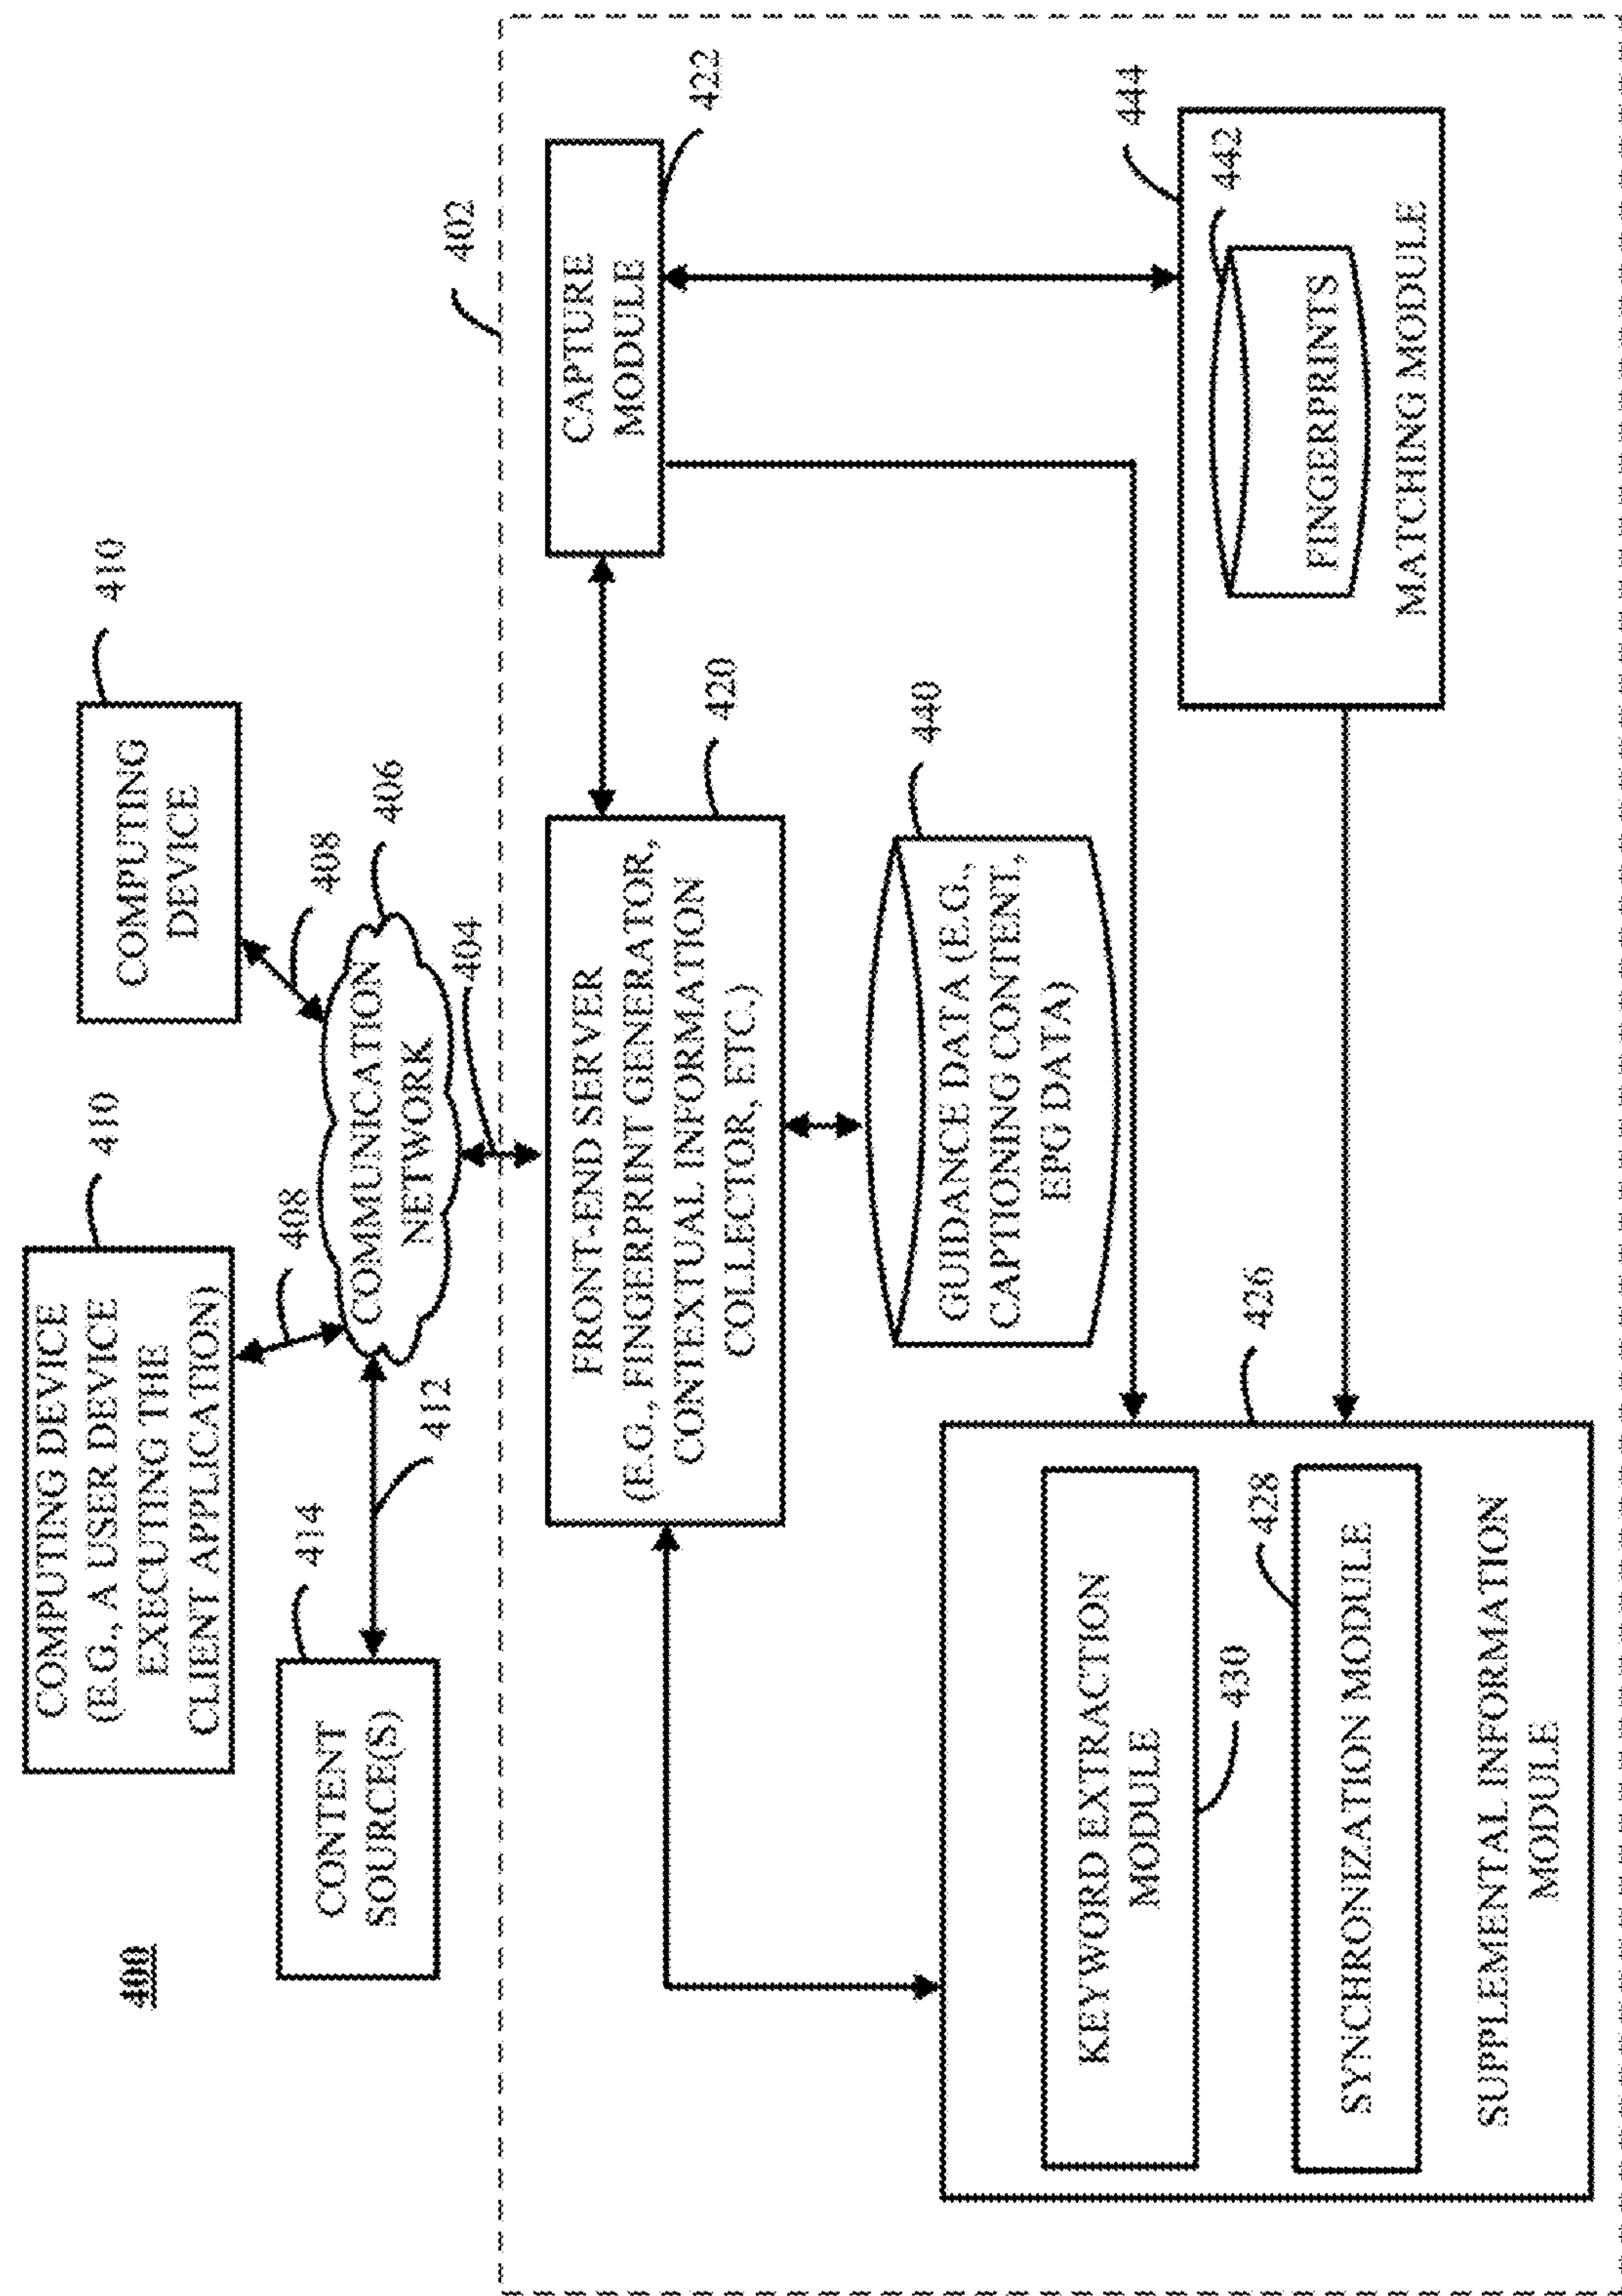 400
COMPUTING DEVICE
(E.G., A USER DEVICE
EXECUTING THE
CLIENT APPLICATION)
410
COMPUTING
DEVICE
410
408
408
CONTENT
SOURCE(S)
414
412
COMMUNICATION
NETWORK
406
404
402
FRONT-END SERVER
(E.G., FINGERPRINT GENERATOR,
CONTEXTUAL INFORMATION
COLLECTOR, ETC.)
420
CAPTURE
MODULE
422
GUIDANCE DATA (E.G.,
CAPTIONING CONTENT,
EPG DATA)
440
KEYWORD EXTRACTION
MODULE
430
426
428
SYNCHRONIZATION MODULE
SUPPLEMENTAL INFORMATION
MODULE
444
442
FINGERPRINTS
MATCHING MODULE